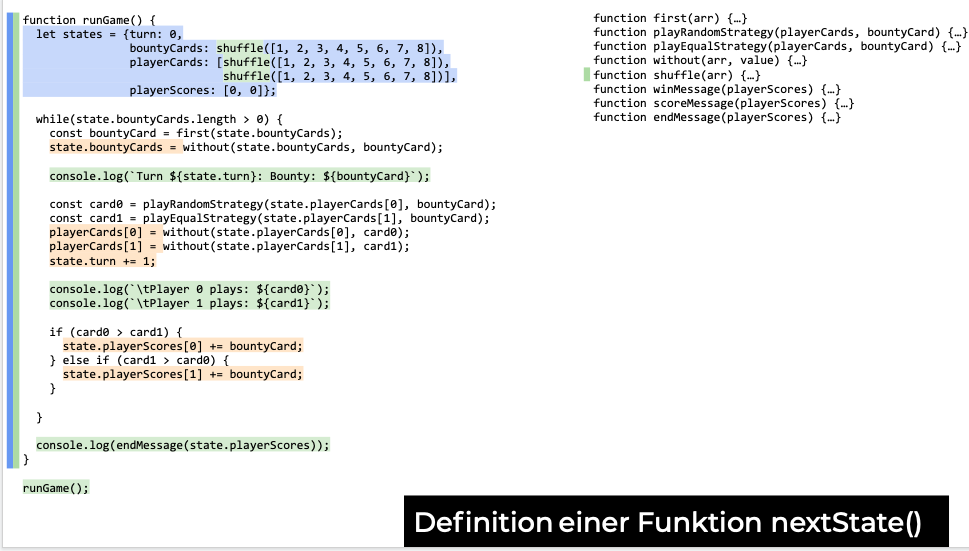 function runGame() {
let states = {turn: 0,
bountyCards: shuffle([1, 2, 3, 4, 5, 6, 7, 8]),
playerCards: [shuffle([1, 2, 3, 4, 5, 6, 7, 8]),
shuffle([1, 2, 3, 4, 5, 6, 7, 8])],
playerScores: [0, 0]};
while(state.bountyCards.length > 0) {
const bountyCard = first(state.bountyCards);
state.bountyCards = without(state.bountyCards, bountyCard);
console.log(`Turn ${state.turn}: Bounty: ${bountyCard}`);
const card0 = playRandomStrategy(state.playerCards[0], bountyCard);
const card1 = playEqualStrategy(state.playerCards[1], bountyCard);
playerCards[0] = without(state.playerCards[0], card0);
playerCards[1] = without(state.playerCards[1], card1);
state.turn += 1;
console.log(`\tPlayer 0 plays: ${card0}`);
console.log(`\tPlayer 1 plays: ${card1}`);
if (card0 > card1) {
state.playerScores[0] += bountyCard;
} else if (card1 > card0) {
state.playerScores[1] += bountyCard;
}
}
console.log(endMessage(state.playerScores));
}
runGame();
function first(arr) {…}
function playRandomStrategy(playerCards, bountyCard) {…}
function playEqualStrategy(playerCards, bountyCard) {…}
function without(arr, value) {…}
function shuffle(arr) {…}
function winMessage(playerScores) {…}
function scoreMessage(playerScores) {…}
function endMessage(playerScores) {…}
Definition einer Funktion nextState()